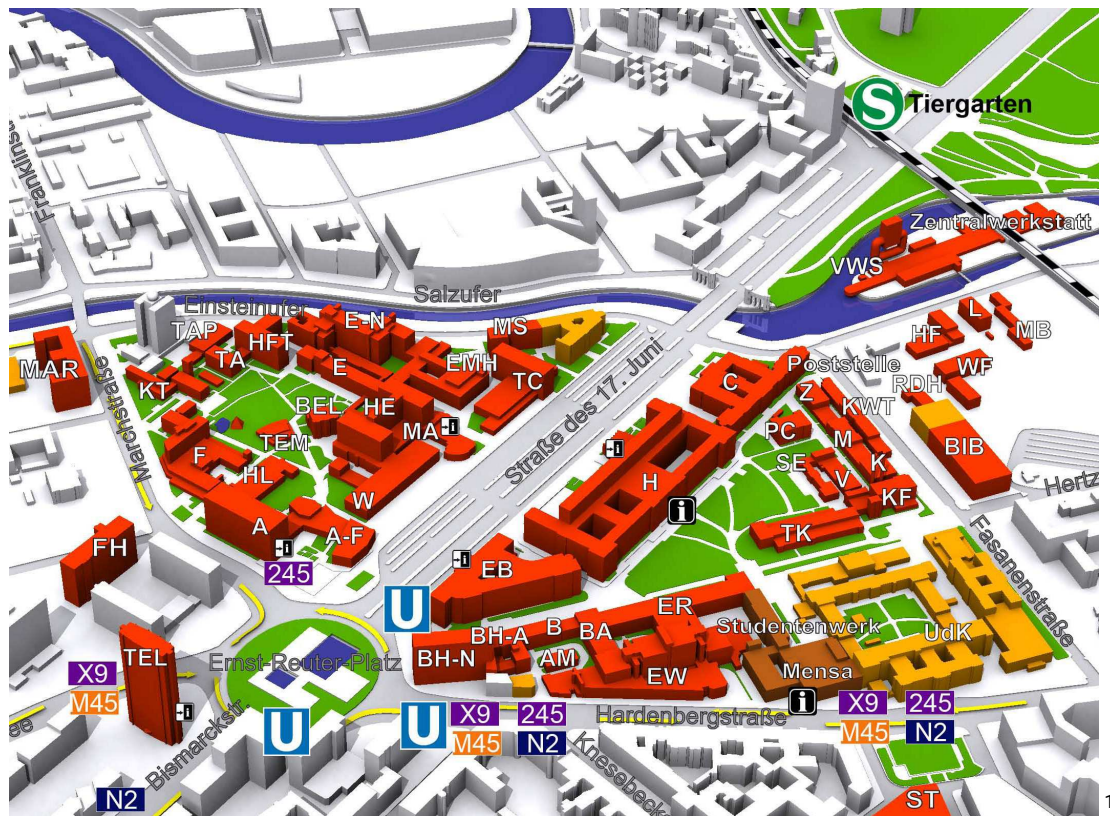 S Tiergarten
Franklinstr
Zentralwerkstatt
VWS
Salzufer
Einsteinufer
TAP
E-N
MS
L
HF
MB
HFT
TA
E
EMH
TC
C
Poststelle
WF
MAR
KT
Marchstraße
BEL
HE
MA
Straße des 17. Juni
Z
KWT
RDH
TEM
PC
M
BIB
F
HL
W
H
SE
V
K
KF
Hertz
A
A-F
i
TK
FH
245
EB
Fasanenstraße
U
ER
B
BA
BH-A
Studentenwerk
UdK
TEL
Ernst-Reuter-Platz
BH-N
AM
EW
Mensa
X9
M45
i
Hardenbergstraße
ee
Bismarckstr.
U
U
X9 245
M45 N2
X9 245
M45 N2
Knesebeck
N2
ST
1